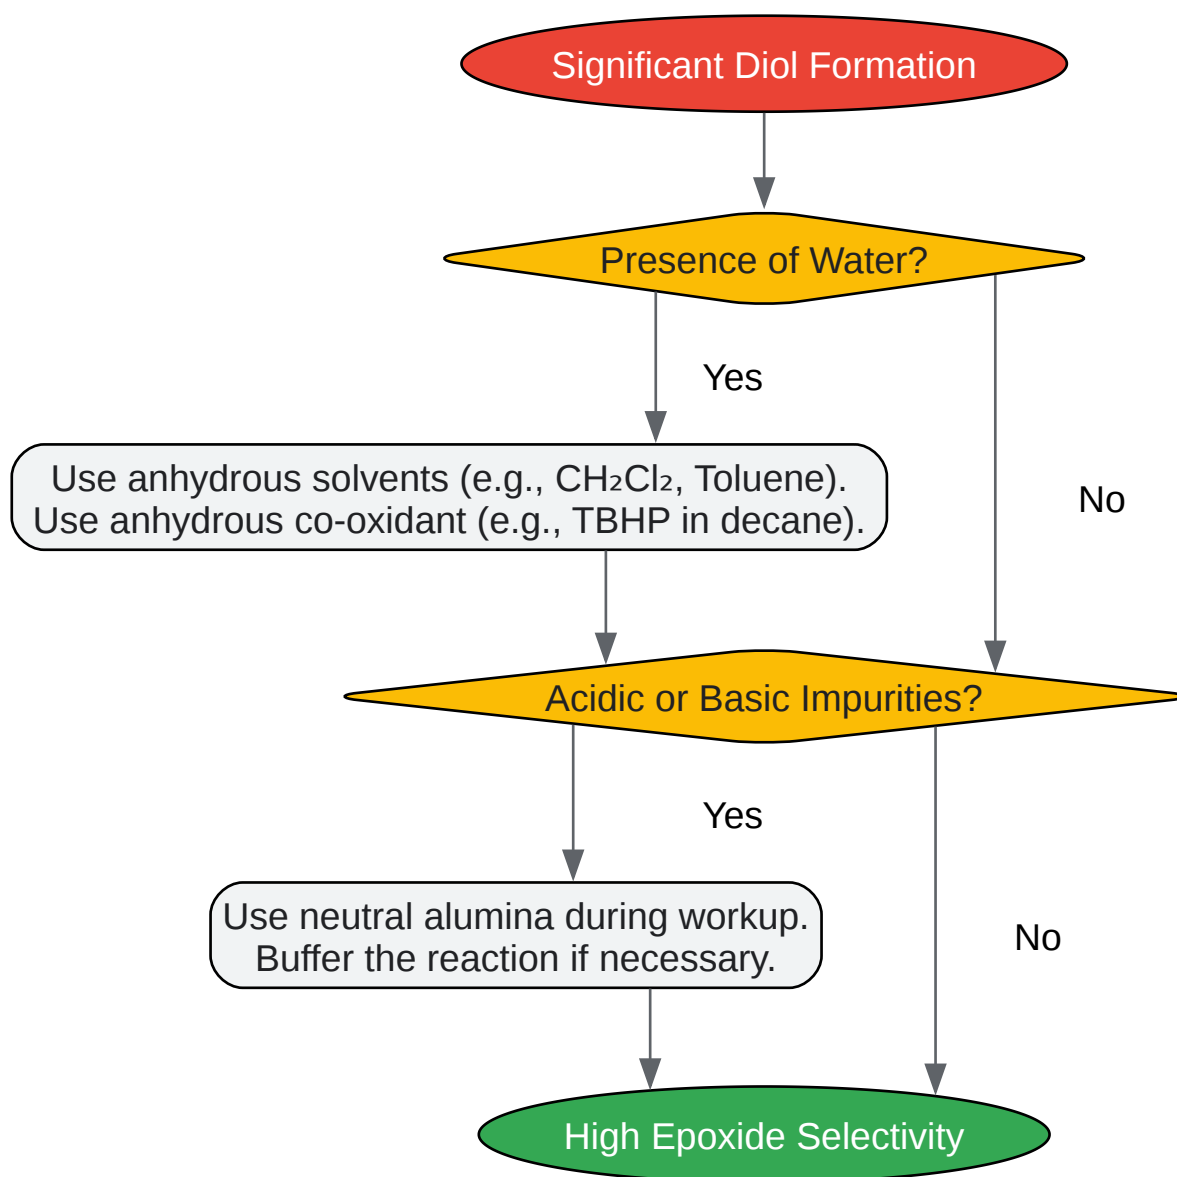 Significant Diol Formation
Presence of Water?
Yes
Use anhydrous solvents (e.g., CH₂Cl₂, Toluene).
Use anhydrous co-oxidant (e.g., TBHP in decane).
No
Acidic or Basic Impurities?
Yes
Use neutral alumina during workup.
Buffer the reaction if necessary.
No
High Epoxide Selectivity